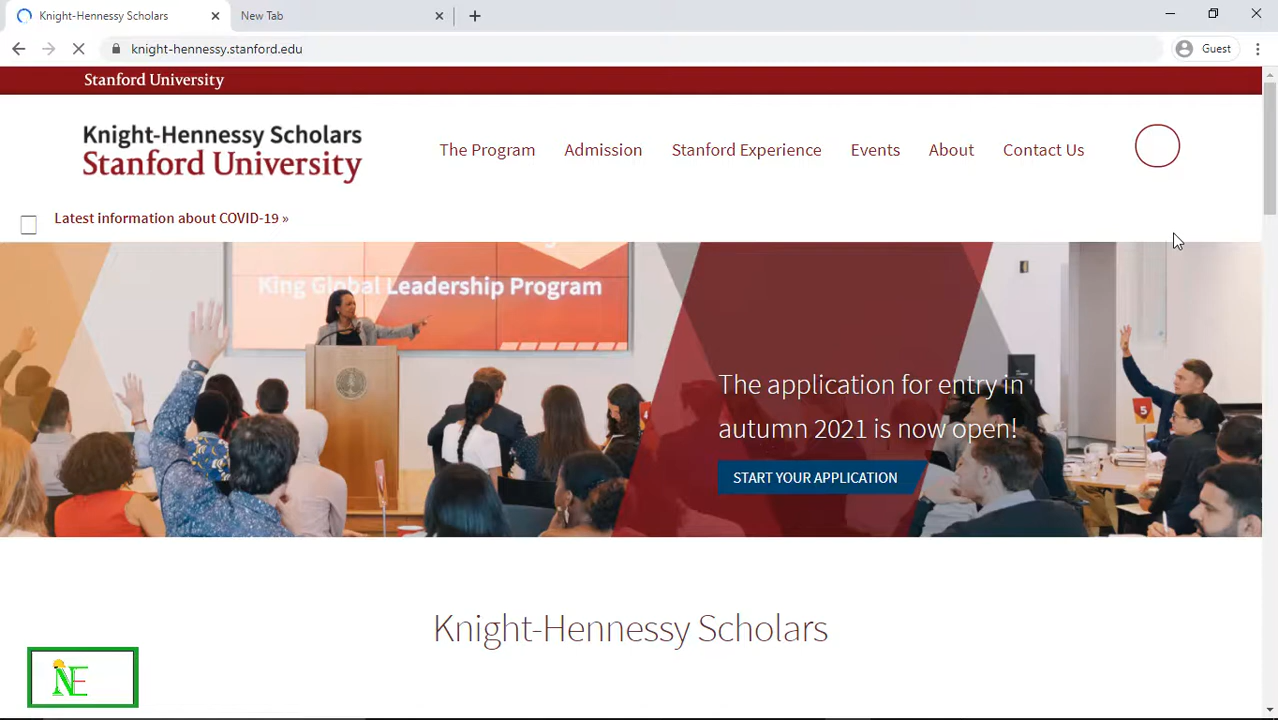 Knight-Hennessy Scholars
New Tab
knight-hennessy.stanford.edu
Guest
Stanford University
Knight-Hennessy Scholars
Stanford University
The Program
Admission
Stanford Experience
Events
About
Contact Us
Latest information about COVID-19 »
King Global Leadership Program
The application for entry in
autumn 2021 is now open!
START YOUR APPLICATION
5
Knight-Hennessy Scholars
NE